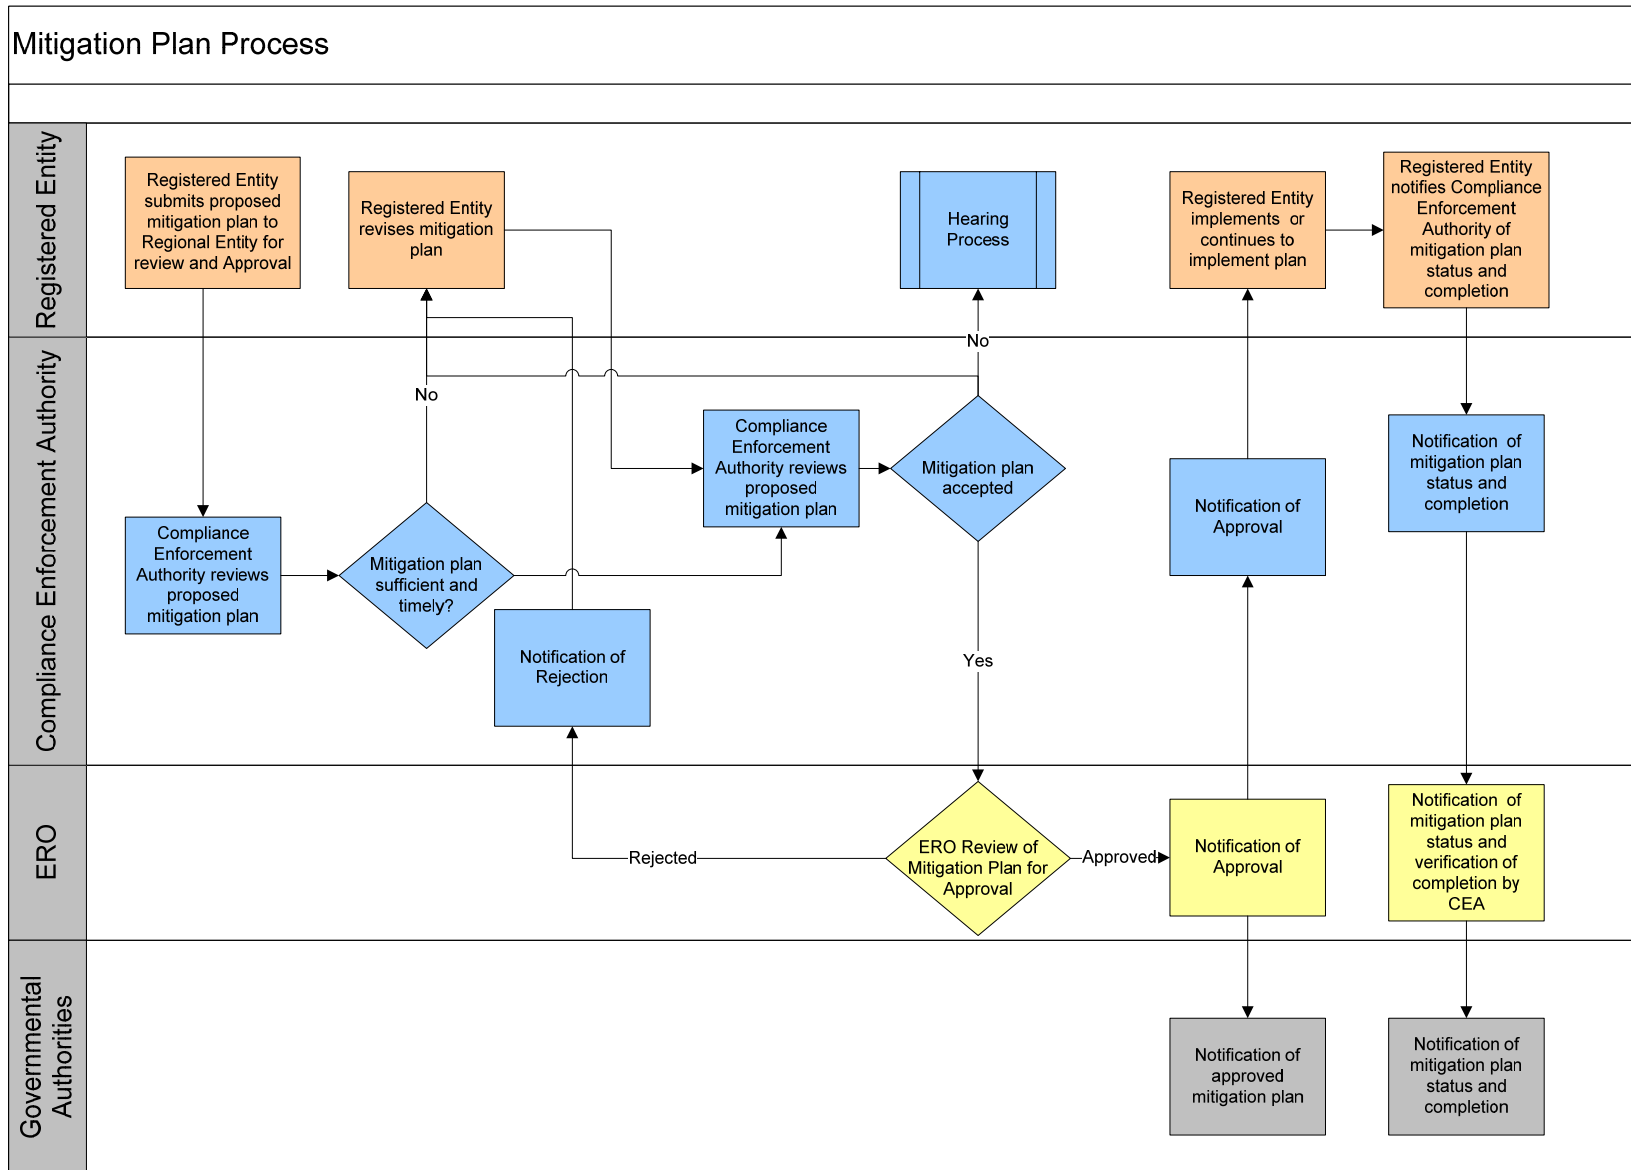 Mitigation Plan Process
Registered Entity
Registered Entity
submits proposed
mitigation plan to
Regional Entity for
review and Approval
Registered Entity
revises mitigation
plan
Hearing
Process
Registered Entity
implements or
continues to
implement plan
Registered Entity
notifies Compliance
Enforcement
Authority of
mitigation plan
status and
completion
Compliance Enforcement Authority
No
No
Compliance
Enforcement
Authority reviews
proposed
mitigation plan
Mitigation plan
sufficient and
timely?
Notification of
Rejection
Compliance
Enforcement
Authority reviews
proposed
mitigation plan
Mitigation plan
accepted
Yes
Notification of
Approval
Notification of
mitigation plan
status and
completion
ERO
Rejected
ERO Review of
Mitigation Plan for
Approval
Approved
Notification of
Approval
Notification of
mitigation plan
status and
verification of
completion by
CEA
Governmental
Authorities
Notification of
approved
mitigation plan
Notification of
mitigation plan
status and
completion